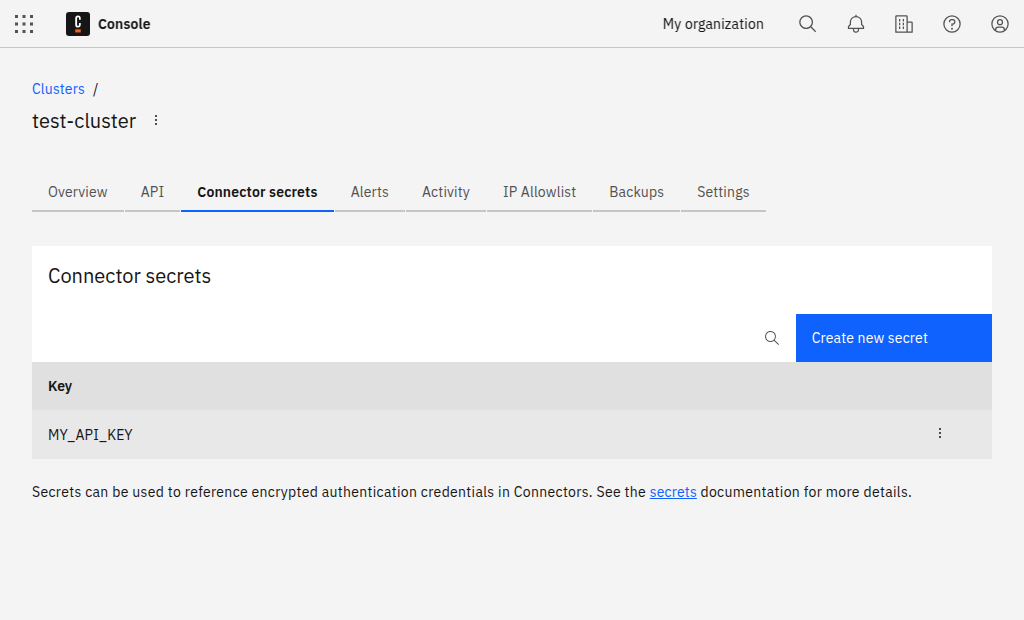 Console
My organization
Clusters /
test-cluster
Overview API Connector secrets Alerts Activity IP Allowlist Backups Settings
Connector secrets
Create new secret
Key
MY_API_KEY
Secrets can be used to reference encrypted authentication credentials in Connectors. See the secrets documentation for more details.